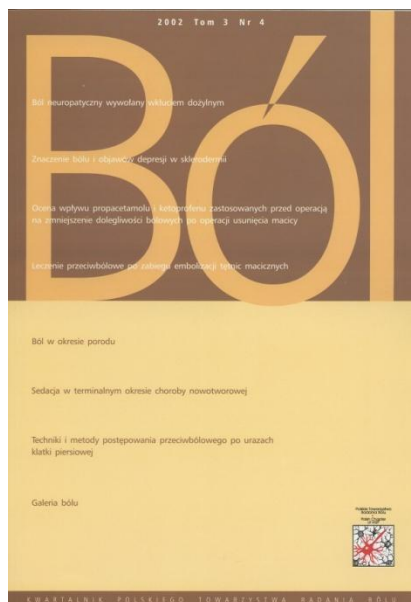 2002 Tom 3 Nr 4
Ból
Ból neuropatyczny wywołany wkłuciem dożylnym
Znaczenie bólu i objawów depresji w sklerodermii
Ocena wpływu propacetamolu i ketoprofenu zastosowanych przed operacją
na zmniejszenie dolegliwości bólowych po operacji usunięcia macicy
Leczenie przeciwbólowe po zabiegu embolizacji tętnic macicznych
Ból w okresie porodu
Sedacja w terminalnym okresie choroby nowotworowej
Techniki i metody postępowania przeciwbólowego po urazach
klatki piersiowej
Galeria bólu
Polskie Towarzystwo
KWARTALNIK POLSKIEGO TOWARZYSTWA BADANIA BÓLU